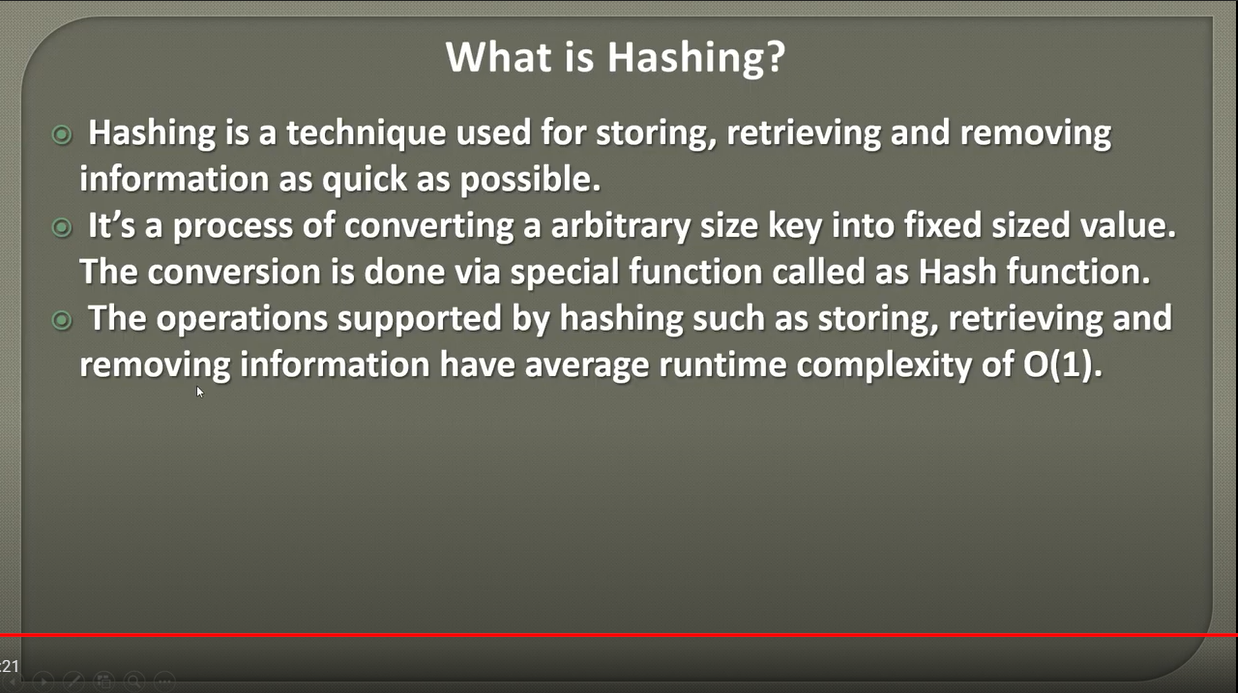 What is Hashing?
Hashing is a technique used for storing, retrieving and removing
information as quick as possible.
It’s a process of converting a arbitrary size key into fixed sized value.
The conversion is done via special function called as Hash function.
The operations supported by hashing such as storing, retrieving and
removing information have average runtime complexity of O(1).
:21